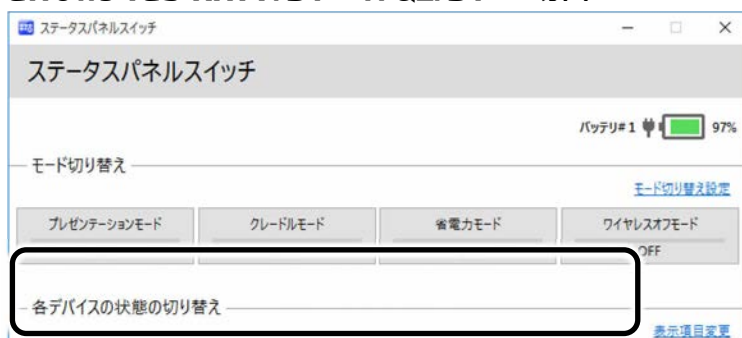 ステータスパネルスイッチ
ステータスパネルスイッチ
バッテリ#1 97%
モード切り替え
モード切り替え設定
プレゼンテーションモード クレードルモード 省電力モード ワイヤレスオフモード
OFF
各デバイスの状態の切り替え
表示項目変更